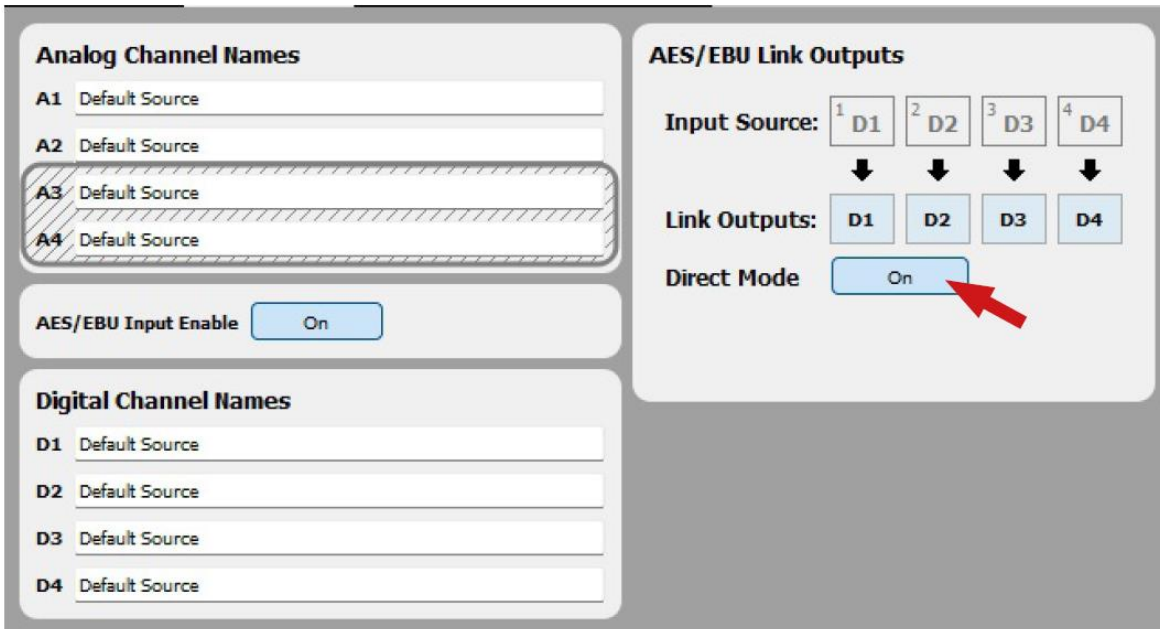 Analog Channel Names
A1 Default Source
A2 Default Source
A3 Default Source
A4 Default Source
AES/EBU Input Enable On
Digital Channel Names
D1 Default Source
D2 Default Source
D3 Default Source
D4 Default Source
AES/EBU Link Outputs
Input Source: 1 D1 2 D2 3 D3 4 D4
Link Outputs: D1 D2 D3 D4
Direct Mode On